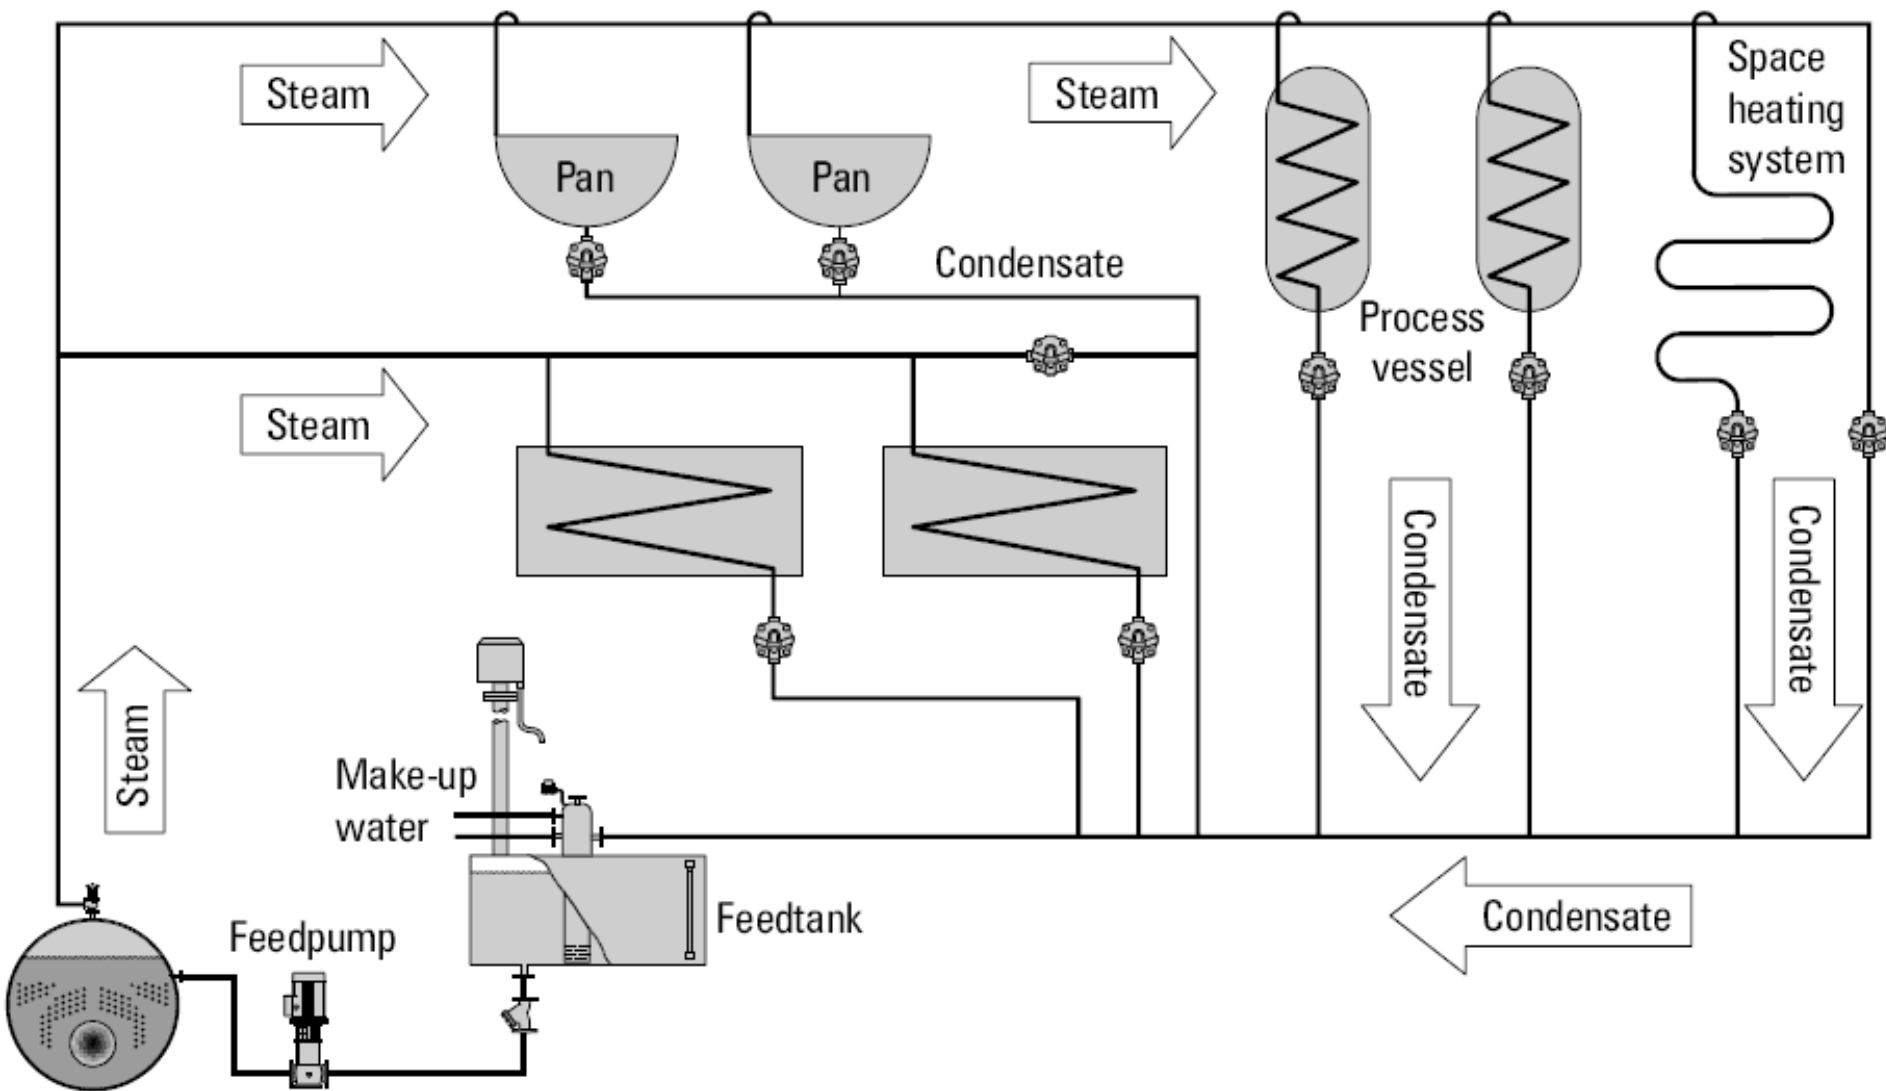 Steam
Steam
Space
heating
system
Pan
Pan
Condensate
Process
vessel
Steam
Condensate
Condensate
Steam
Make-up
water
Feedtank
Condensate
Feedpump